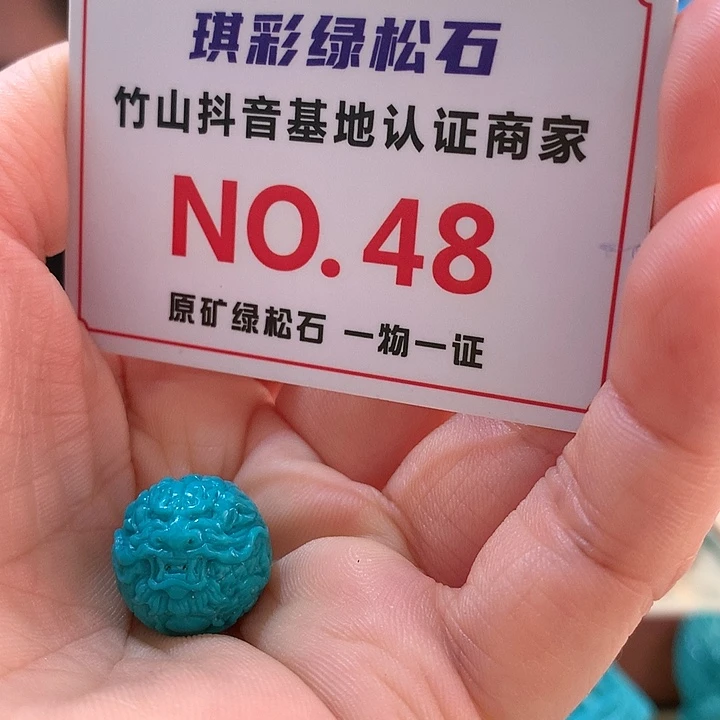 琪彩绿松石
竹山抖音基地认证商家
NO.48
原矿绿松石 一物一证